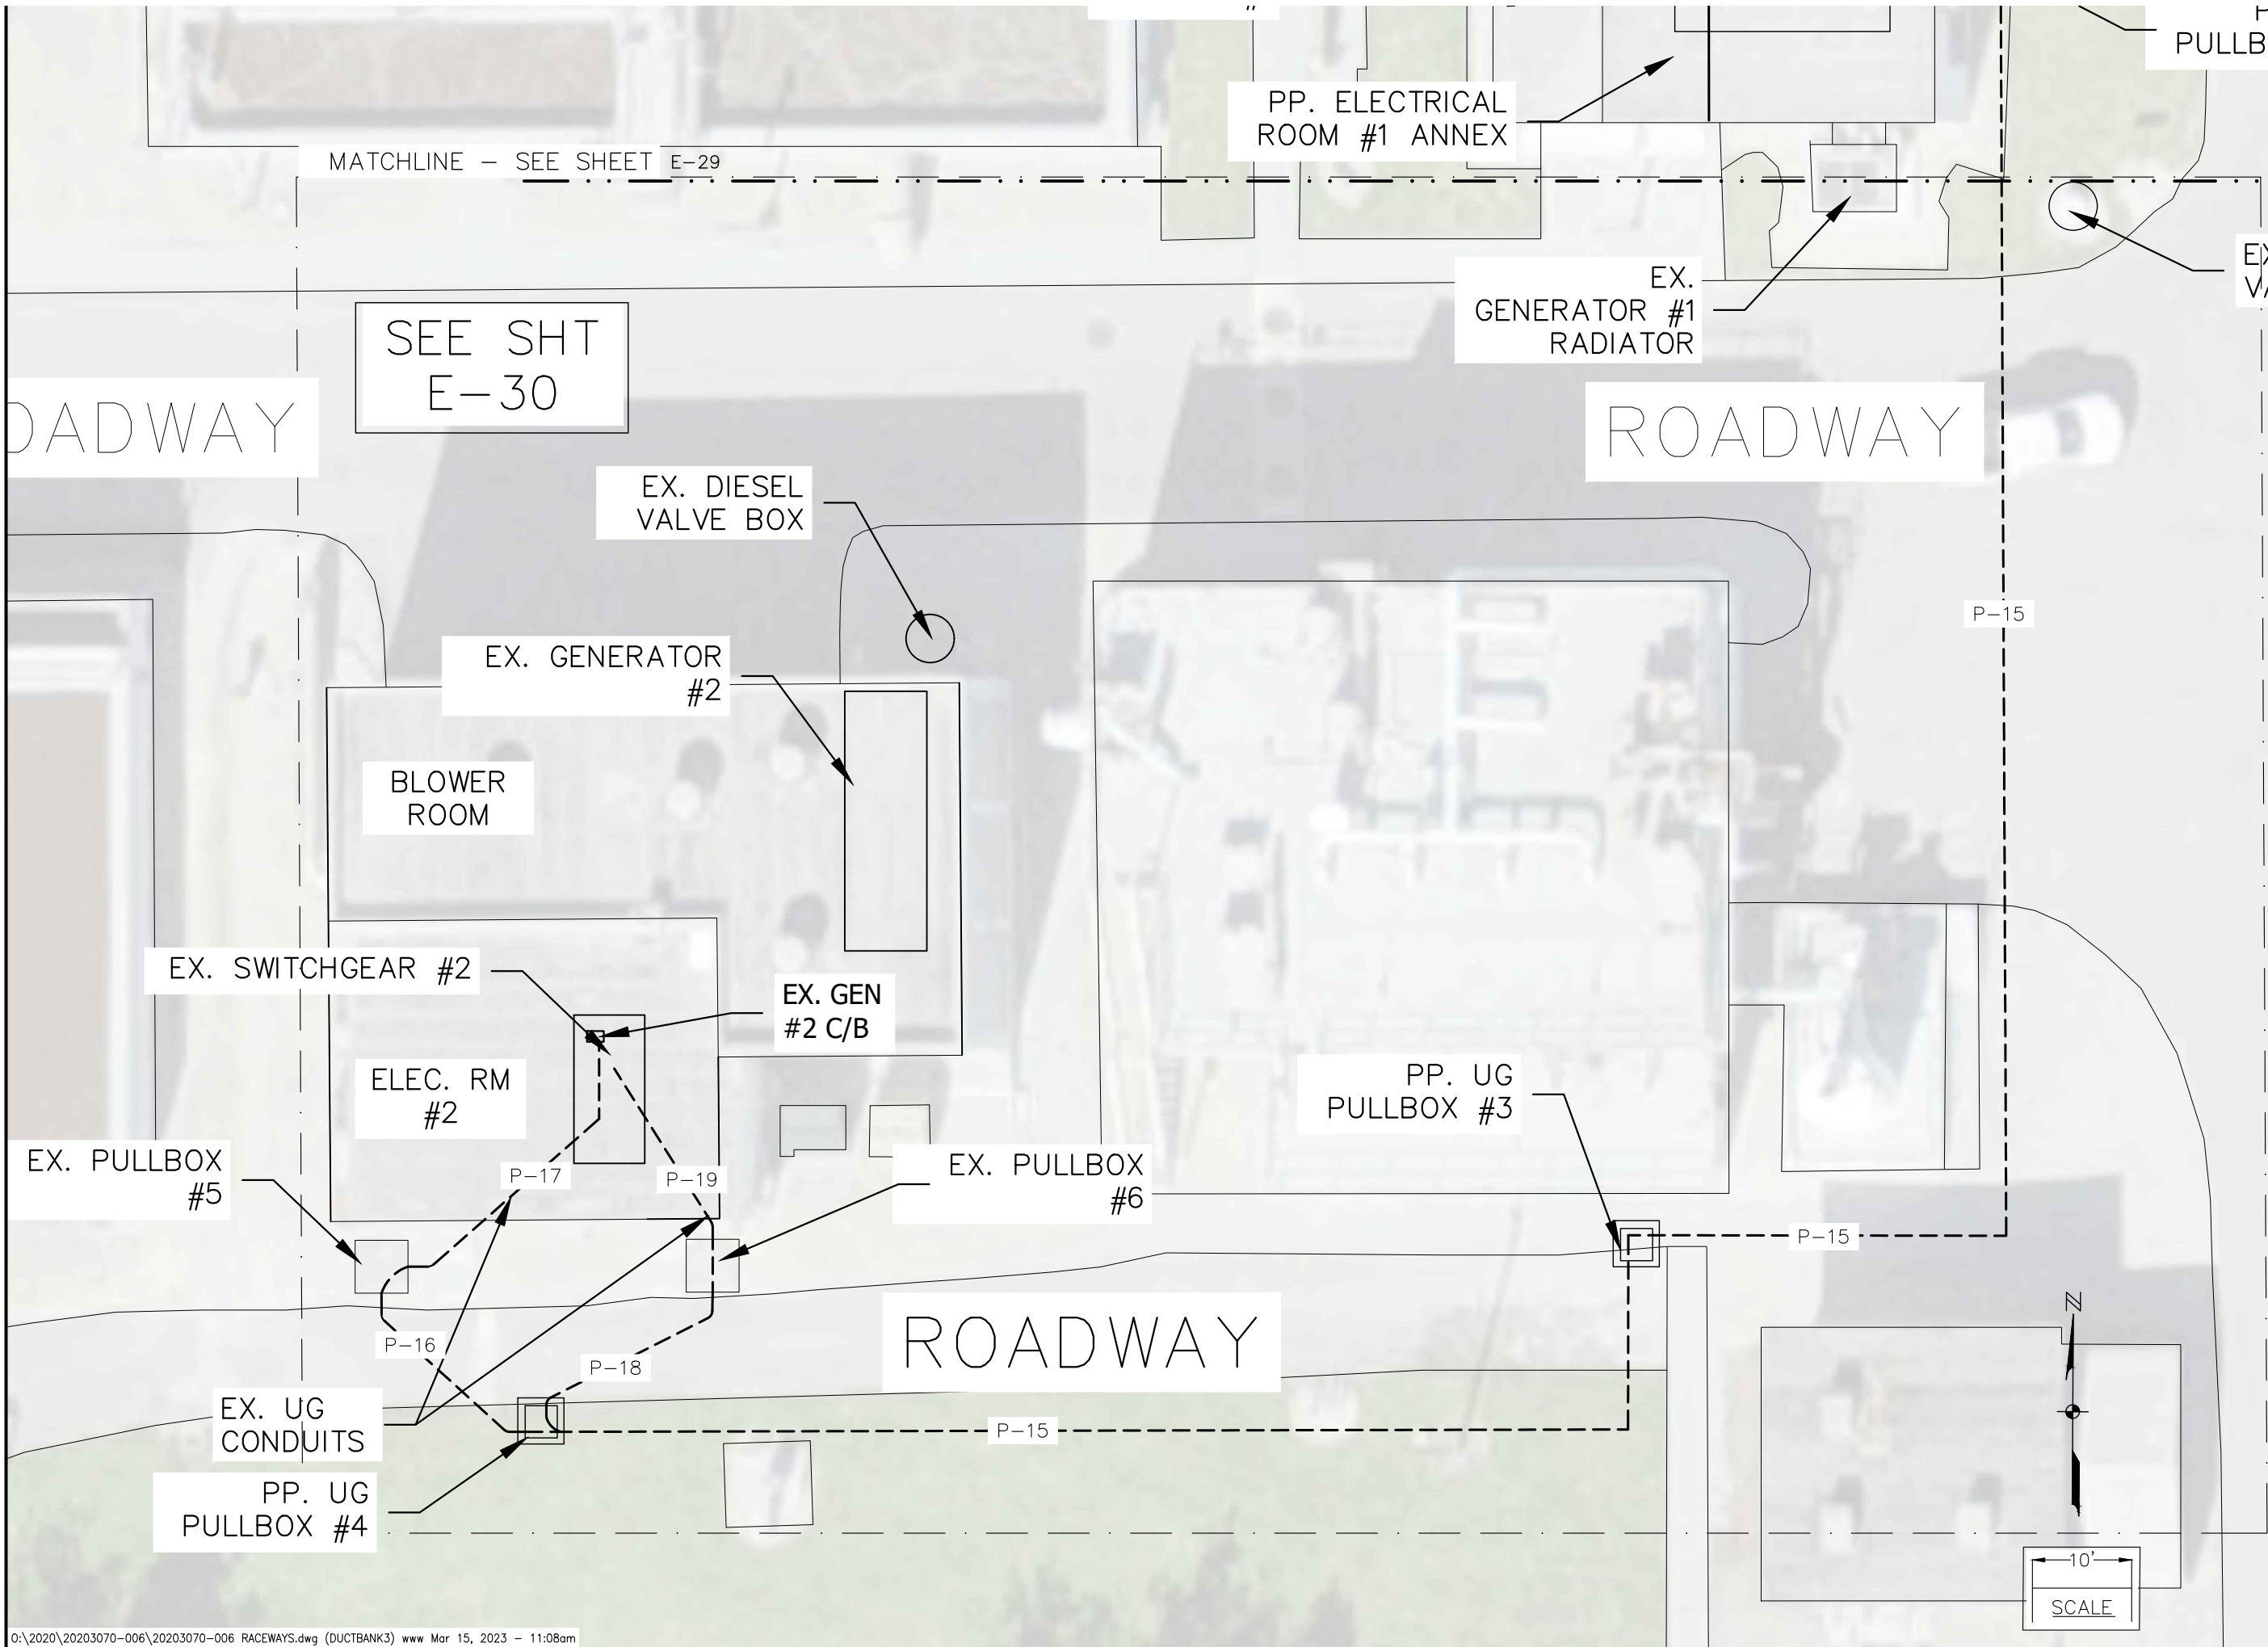 PULLB
PP. ELECTRICAL
ROOM #1 ANNEX
MATCHLINE – SEE SHEET E–29
EX.
GENERATOR #1
RADIATOR
SEE SHT
E–30
OADWAY
ROADWAY
EX. DIESEL
VALVE BOX
P–15
EX. GENERATOR
#2
BLOWER
ROOM
EX. SWITCHGEAR #2
EX. GEN
#2 C/B
ELEC. RM
#2
PP. UG
PULLBOX #3
EX. PULLBOX
#5
P–17
P–19
EX. PULLBOX
#6
P–15
ROADWAY
N
P–16
P–18
EX. UG
CONDUITS
P–15
PP. UG
PULLBOX #4
10'
SCALE
0:\2020\20203070-006\20203070-006 RACEWAYS.dwg (DUCTBANK3) www Mar 15, 2023 - 11:08am